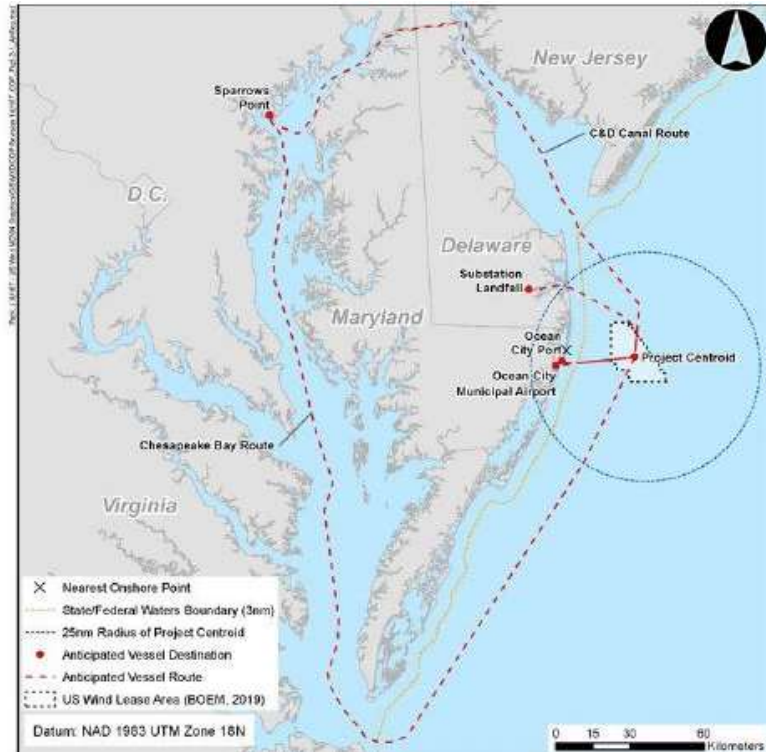 New Jersey
Sparrows
Point
C&D Canal Route
D.C.
Delaware
Substation
Landfall
Maryland
Ocean
City Port
Project Centroid
Ocean City
Municipal Airport
Chesapeake Bay Route
Virginia
Nearest Onshore Point
State/Federal Waters Boundary (3nm)
25nm Radius of Project Centroid
Anticipated Vessel Destination
Anticipated Vessel Route
US Wind Lease Area (BOEM, 2019)
Datum: NAD 1983 UTM Zone 18N
0 15 30 60
Kilometers